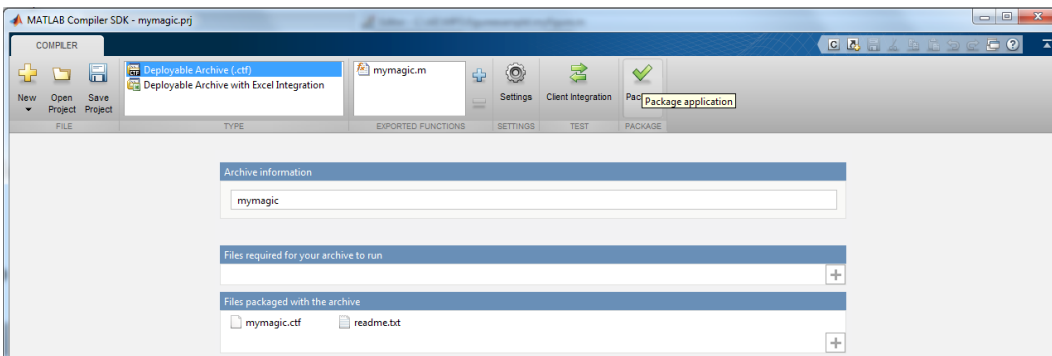 MATLAB Compiler SDK - mymagic.prj
COMPILER
New
Open Project
Save Project
FILE
Deployable Archive (.ctf)
Deployable Archive with Excel Integration
TYPE
mymagic.m
EXPORTED FUNCTIONS
Settings
SETTINGS
Client Integration
TEST
Package application
PACKAGE
Archive information
mymagic
Files required for your archive to run
Files packaged with the archive
mymagic.ctf readme.txt